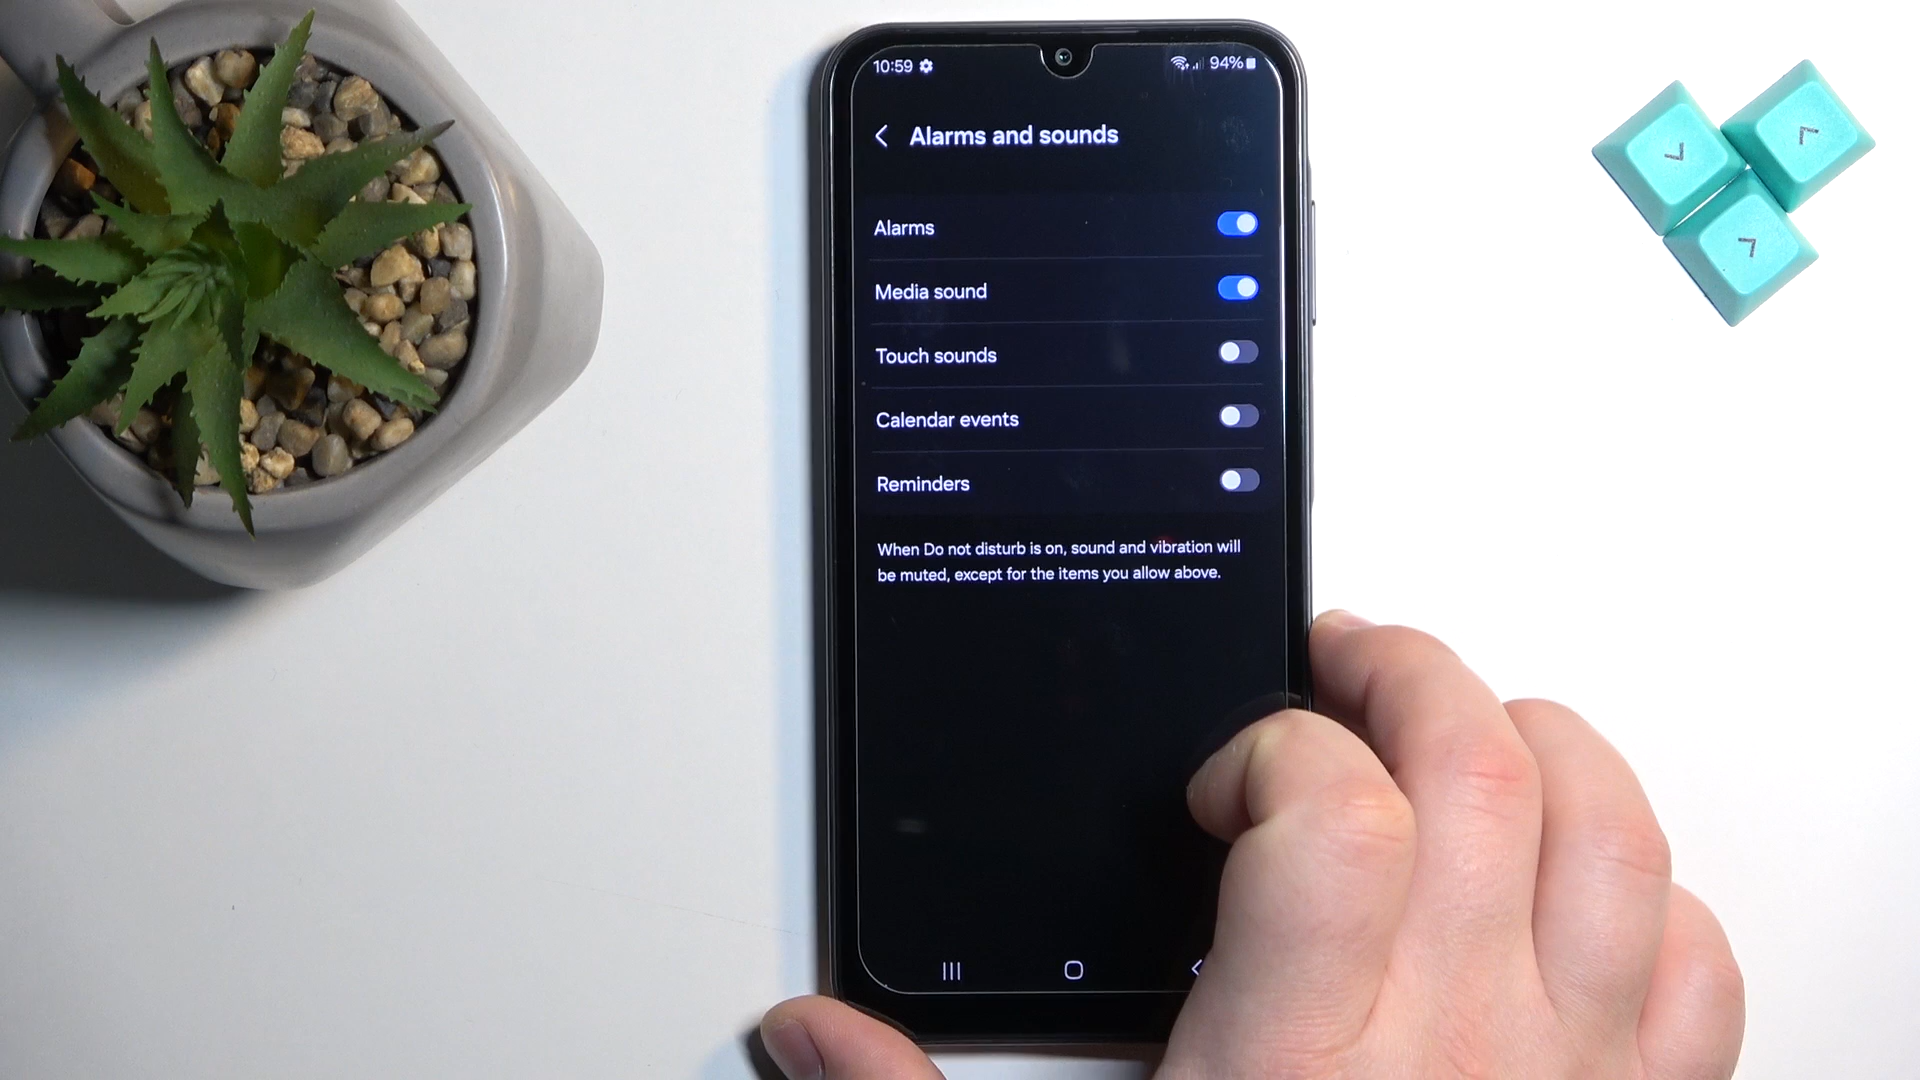 10:59
94%
Alarms and sounds
Alarms
Media sound
Touch sounds
Calendar events
Reminders
When Do not disturb is on, sound and vibration will
be muted, except for the items you allow above.